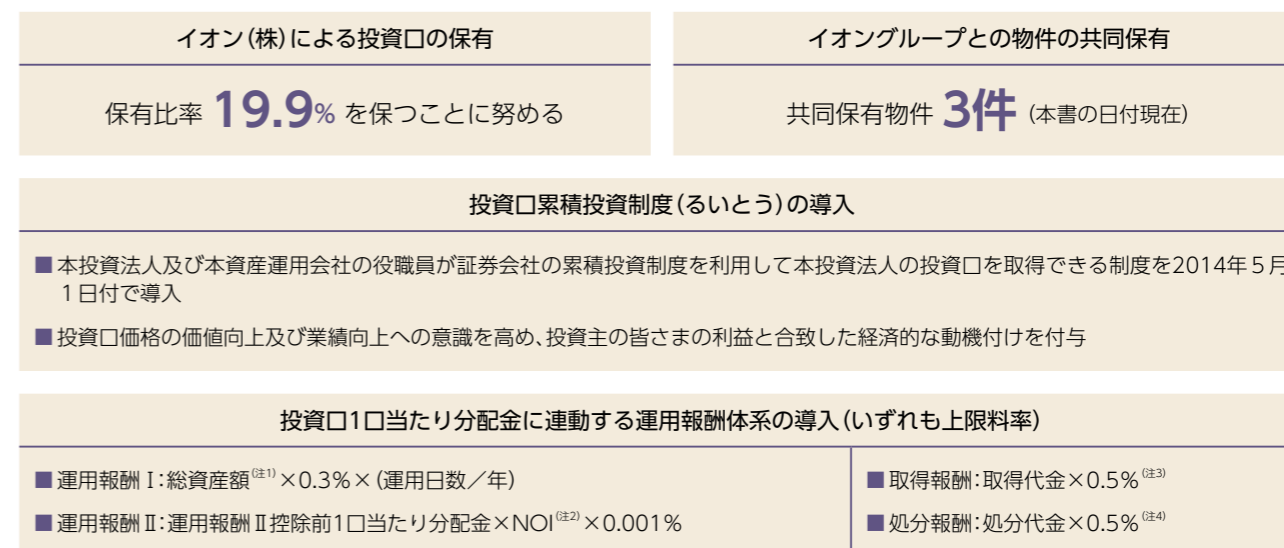 イオン(株)による投資口の保有
保有比率 19.9% を保つことに努める
イオングループとの物件の共同保有
共同保有物件 3件 (本書の日付現在)
投資口累積投資制度(るいとう)の導入
■本投資法人及び本資産運用会社の役職員が証券会社の累積投資制度を利用して本投資法人の投資口を取得できる制度を2014年5月
1日付で導入
■投資口価格の価値向上及び業績向上への意識を高め、投資主の皆さまの利益と合致した経済的な動機付けを付与
投資口1口当たり分配金に連動する運用報酬体系の導入(いずれも上限料率)
■運用報酬Ⅰ:総資産額(注1)×0.3%×(運用日数/年)
■運用報酬Ⅱ:運用報酬Ⅱ控除前1口当たり分配金×NOI(注2)×0.001%
■取得報酬:取得代金×0.5%(注3)
■処分報酬:処分代金×0.5%(注4)